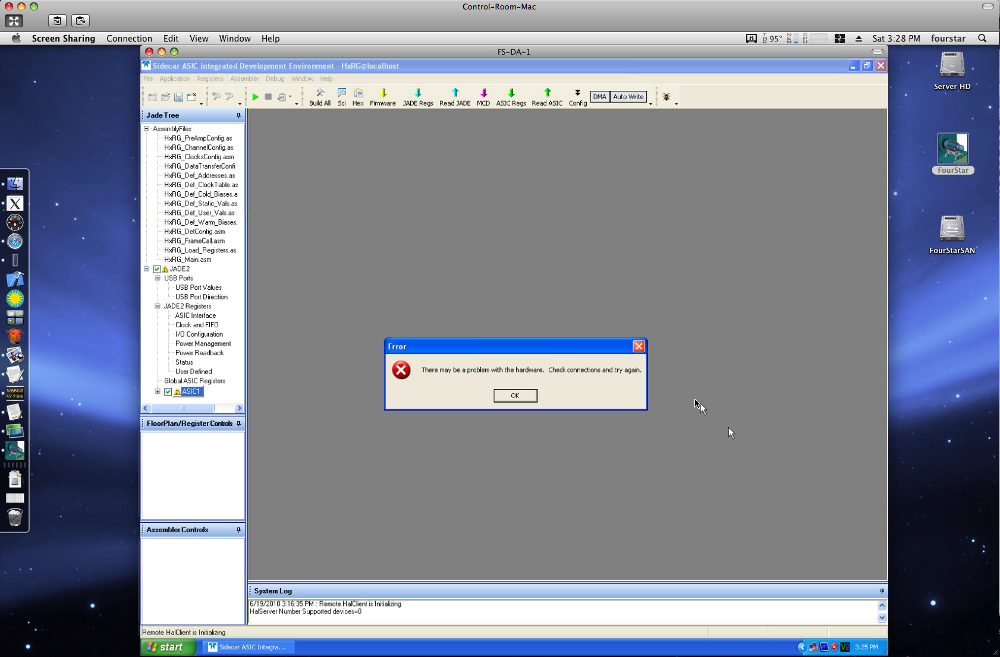 Control-Room-Mac
Screen Sharing Connection Edit View Window Help
95° 2 Sat 3:28 PM fourstar
FS-DA-1
Sidecar ASIC Integrated Development Environment - HxRG@localhost
File Application Registers Assembler Debug Window Help
Build All Sci Hex Firmware JADE Regs Read JADE MCD ASIC Regs Read ASIC Config DMA Auto Write
Jade Tree
AssemblyFiles
HxRG_PreAmpConfig.as
HxRG_ChannelConfig.as
HxRG_ClocksConfig.asm
HxRG_DataTransferConfi
HxRG_Def_Addresses.as
HxRG_Def_ClockTable.as
HxRG_Def_Cold_Biases.a
HxRG_Def_Static_Vals.as
HxRG_Def_User_Vals.as
HxRG_Def_Warm_Biases.
HxRG_DetConfig.asm
HxRG_FrameCall.asm
HxRG_Load_Registers.as
HxRG_Main.asm
JADE2
USB Ports
USB Port Values
USB Port Direction
JADE2 Registers
ASIC Interface
Clock and FIFO
I/O Configuration
Power Management
Power Readback
Status
User Defined
Global ASIC Registers
ASIC1
FloorPlan/Register Controls
Assembler Controls
Error
There may be a problem with the hardware. Check connections and try again.
OK
System Log
6/19/2010 3:16:35 PM : Remote HalClient is Initializing
HalServer Number Supported devices=0
Remote HalClient is Initializing
start Sidecar ASIC Integra... 3:25 PM
Server HD
FourStar
FourStarSAN